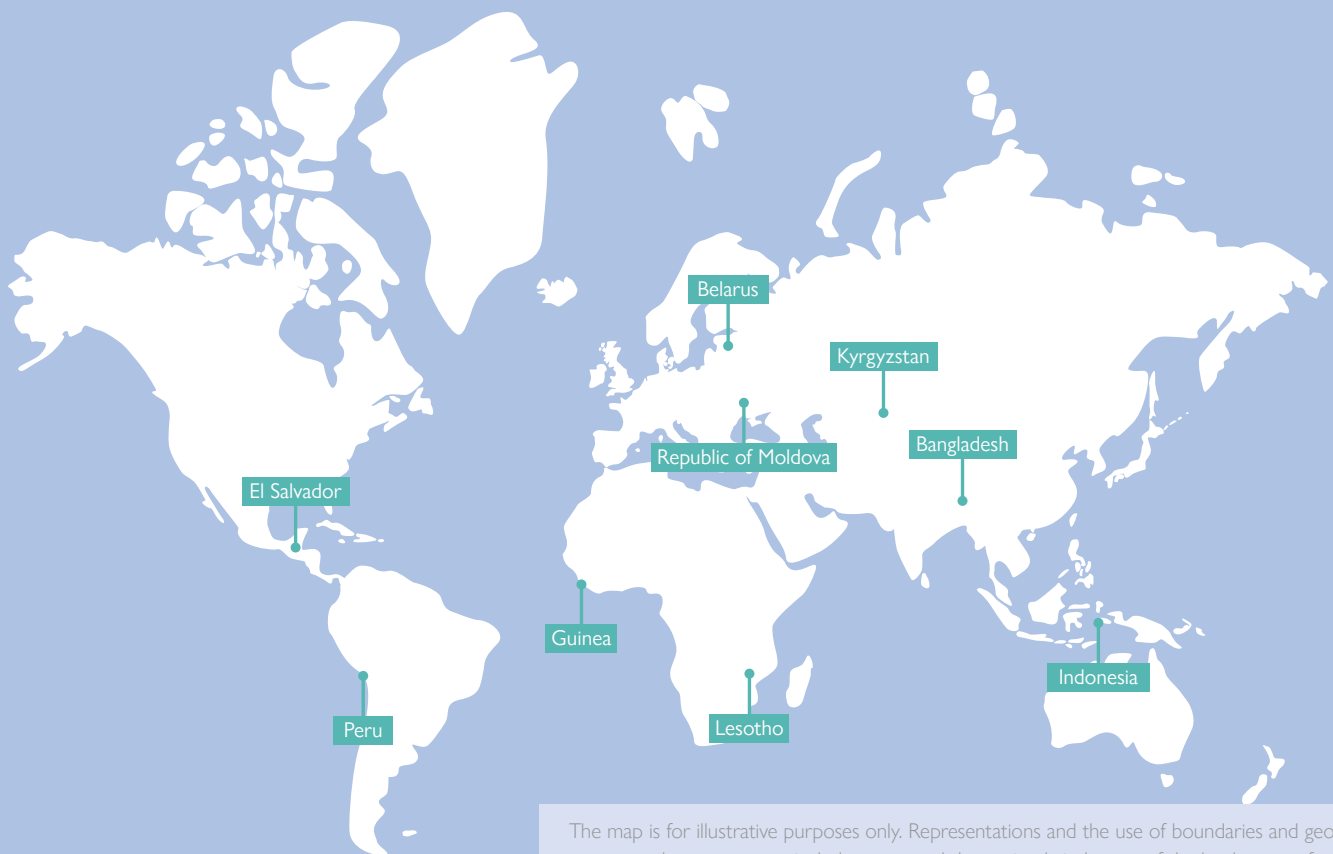 Belarus
Kyrgyzstan
Bangladesh
Republic of Moldova
El Salvador
Guinea
Indonesia
Peru
Lesotho
The map is for illustrative purposes only. Representations and the use of boundaries and geo